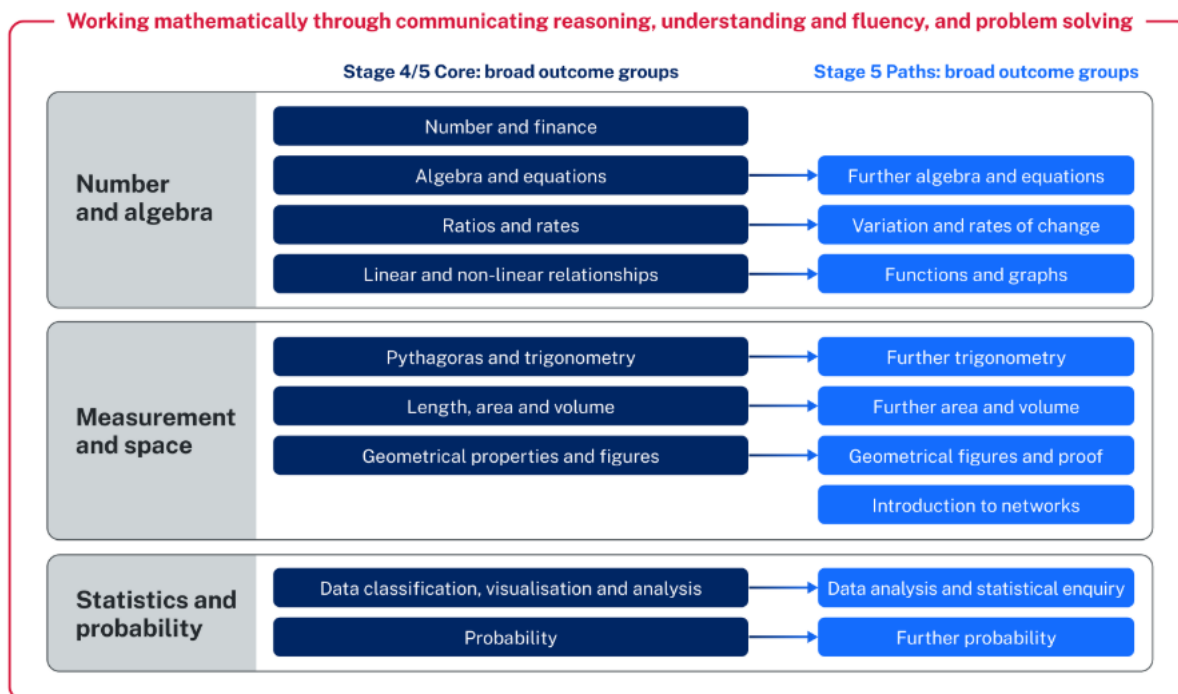 Working mathematically through communicating reasoning, understanding and fluency, and problem solving
Stage 4/5 Core: broad outcome groups
Stage 5 Paths: broad outcome groups
Number
and algebra
Number and finance
Algebra and equations
Further algebra and equations
Ratios and rates
Variation and rates of change
Linear and non-linear relationships
Functions and graphs
Measurement
and space
Pythagoras and trigonometry
Further trigonometry
Length, area and volume
Further area and volume
Geometrical properties and figures
Geometrical figures and proof
Introduction to networks
Statistics and
probability
Data classification, visualisation and analysis
Data analysis and statistical enquiry
Probability
Further probability